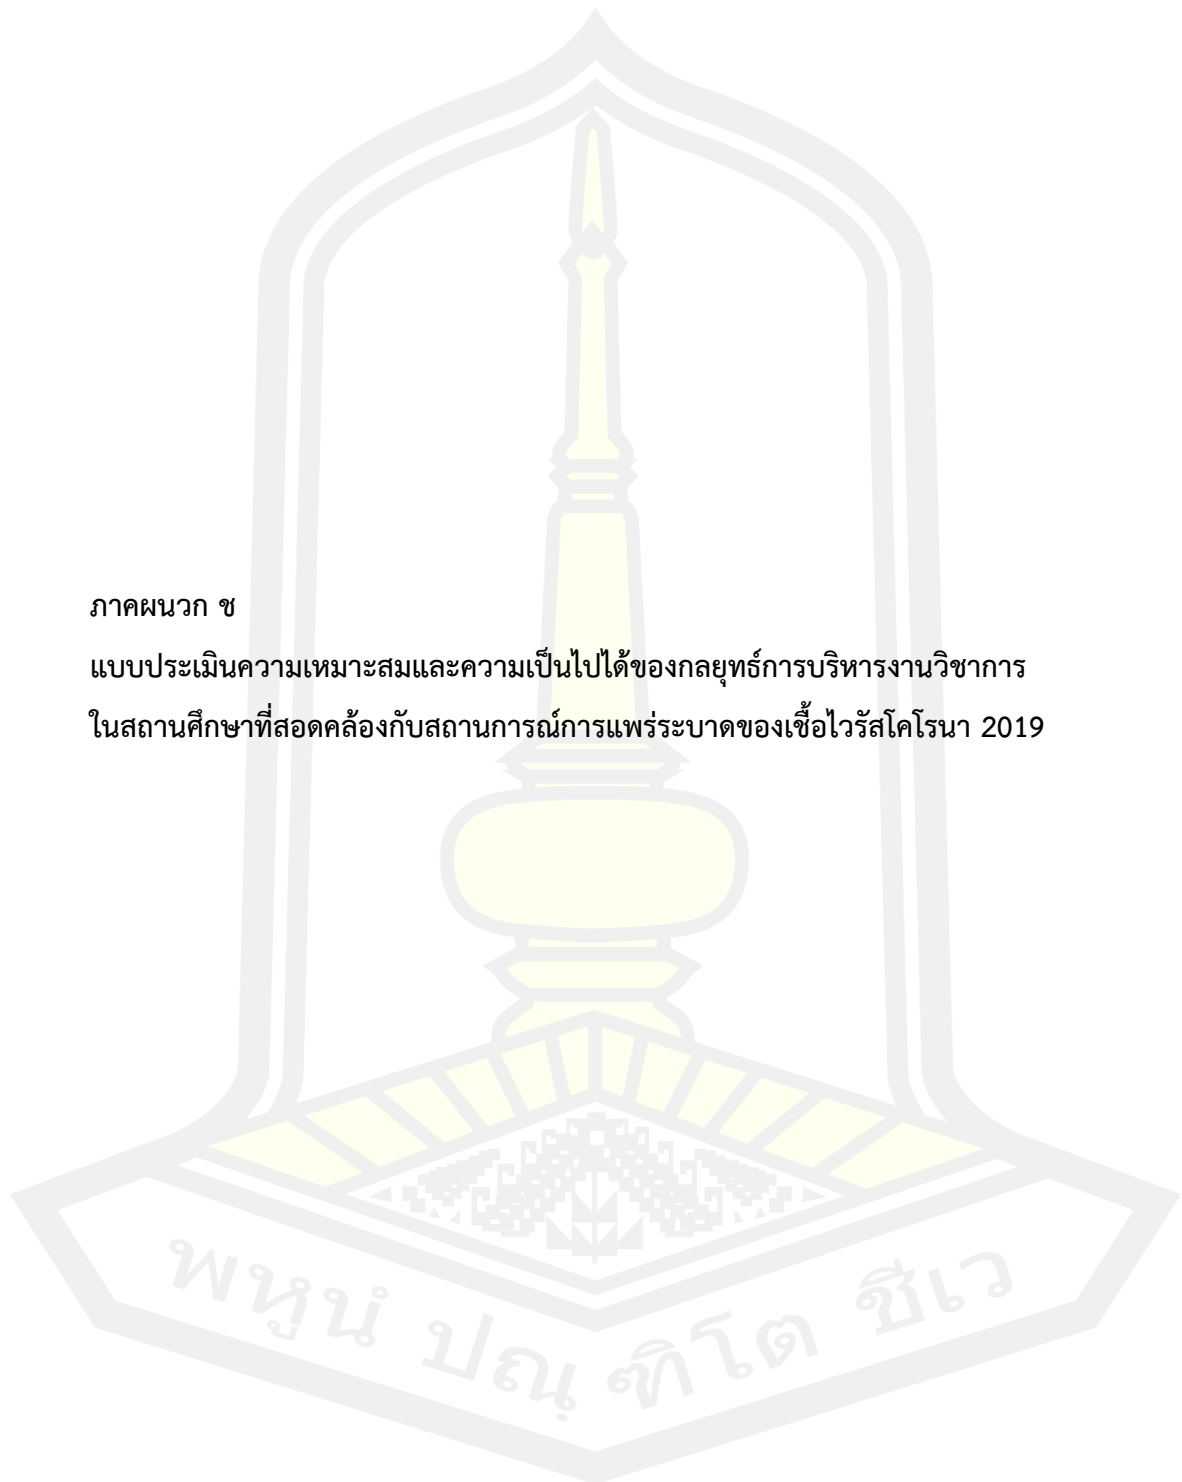 ภาคผนวก ช
แบบประเมินความเหมาะสมและความเป็นไปได้ของกลยุทธ์การบริหารงานวิชาการ
ในสถานศึกษาที่สอดคล้องกับสถานการณ์การแพร่ระบาดของเชื้อไวรัสโคโรนา 2019
พหูนํ ปณฺฑิโต ชีเว